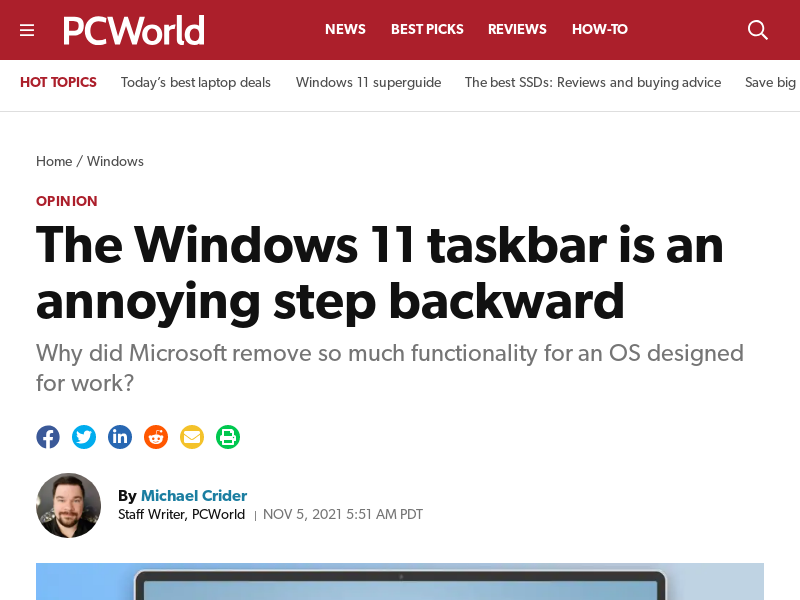 PCWorld
NEWS BEST PICKS REVIEWS HOW-TO
HOT TOPICS Today's best laptop deals Windows 11 superguide The best SSDs: Reviews and buying advice Save big
Home / Windows
OPINION
The Windows 11 taskbar is an
annoying step backward
Why did Microsoft remove so much functionality for an OS designed
for work?
By Michael Crider
Staff Writer, PCWorld | NOV 5, 2021 5:51 AM PDT